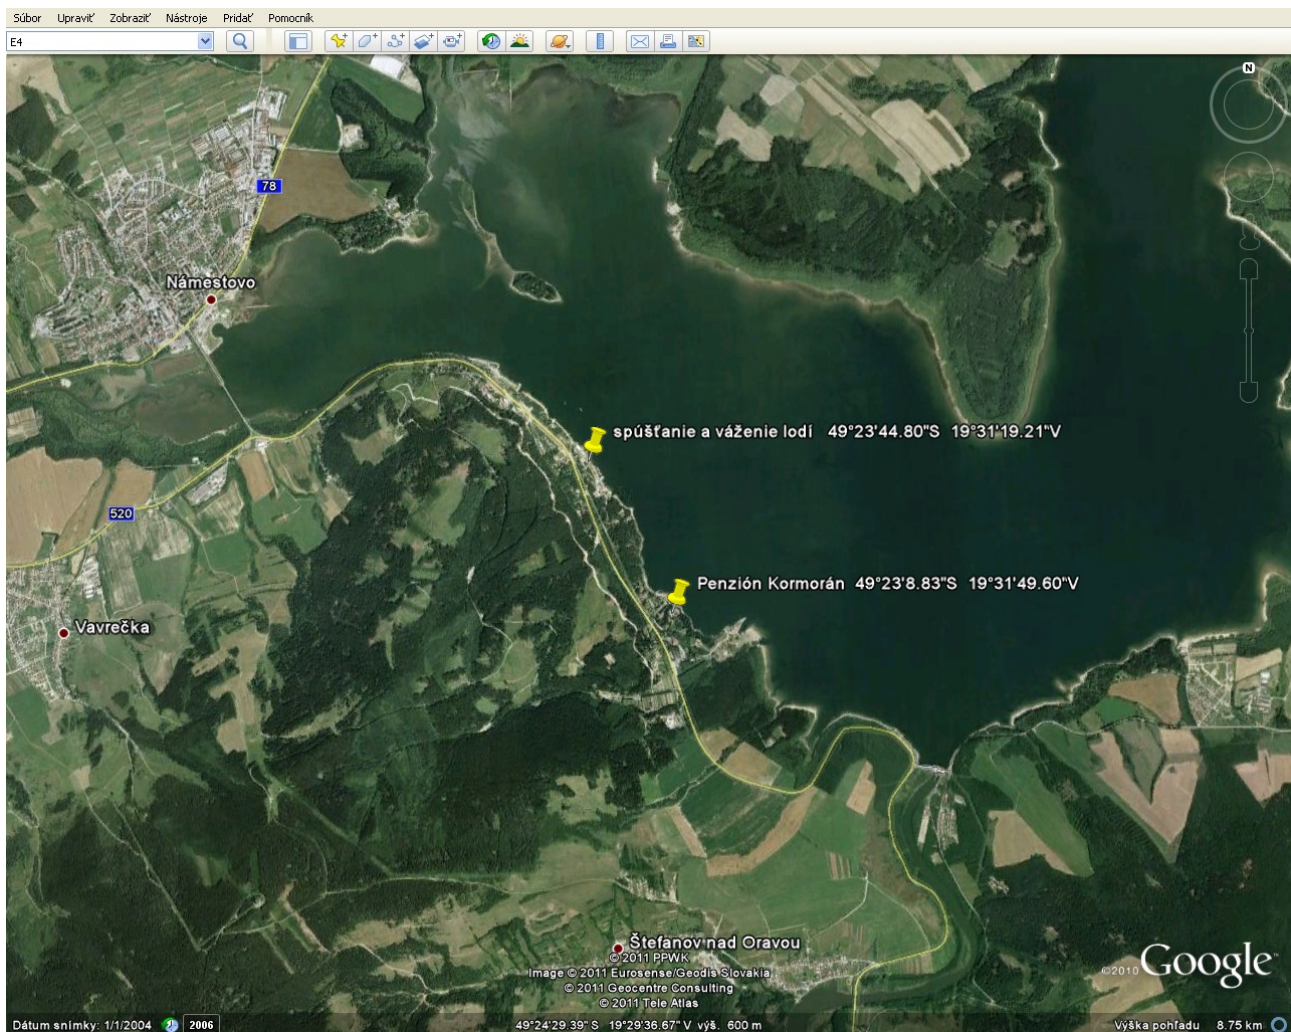 Súbor Upraviť Zobraziť Nástroje Pridať Pomocník
E4
N
78
Námestovo
spúšťanie a váženie lodí 49°23'44.80"S 19°31'19.21"V
520
Penzión Kormorán 49°23'8.83"S 19°31'49.60"V
Vavrečka
Štefanov nad Oravou
© 2011 PPWK
Image © 2011 Eurosense/Geodis Slovakia
© 2011 Geocentre Consulting
© 2011 Tele Atlas
©2010 Google
Dátum snímky: 1/1/2004 2006 49°24'29.39" S 19°29'36.67" V výš. 600 m Výška pohľadu 8.75 km